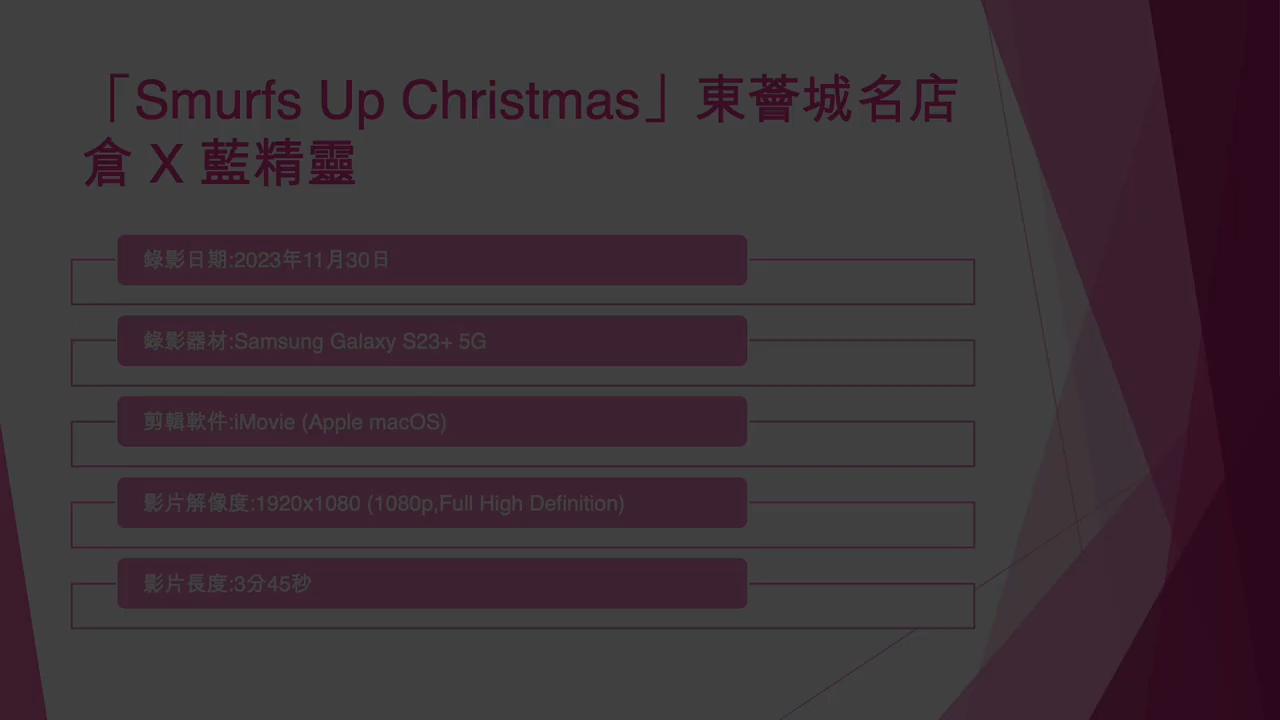 「Smurfs Up Christmas」東薈城名店
倉 X 藍精靈
錄影日期:2023年11月30日
錄影器材:Samsung Galaxy S23+ 5G
剪輯軟件:iMovie (Apple macOS)
影片解像度:1920x1080 (1080p,Full High Definition)
影片長度:3分45秒